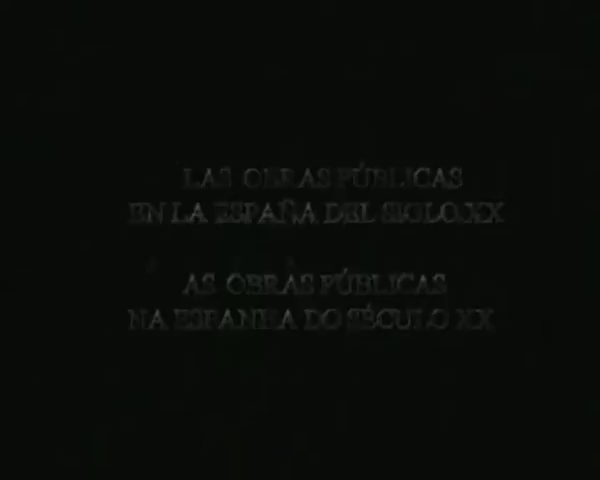 LAS OBRAS PÚBLICAS
EN LA ESPAÑA DEL SIGLO XX
AS OBRAS PÚBLICAS
NA ESPANHA DO SÉCULO XX